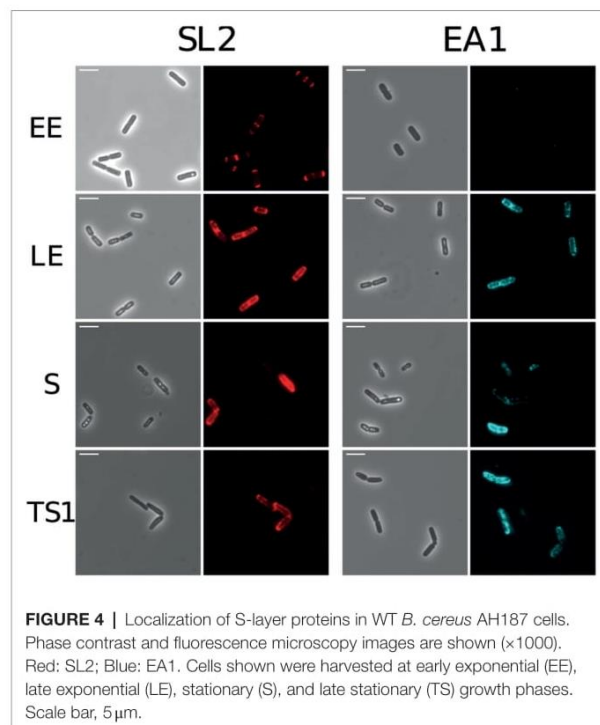 SL2 EA1
EE
LE
S
TS1
FIGURE 4 | Localization of S-layer proteins in WT B. cereus AH187 cells.
Phase contrast and fluorescence microscopy images are shown (×1000).
Red: SL2; Blue: EA1. Cells shown were harvested at early exponential (EE),
late exponential (LE), stationary (S), and late stationary (TS) growth phases.
Scale bar, 5 μm.